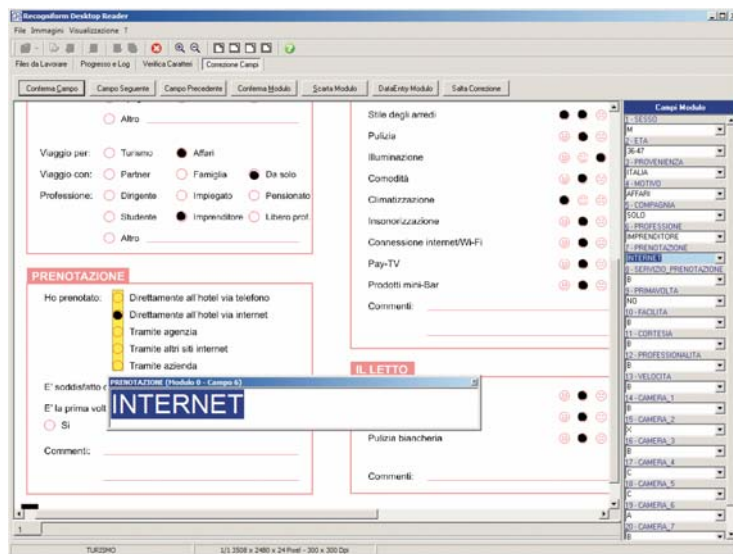 Recogniform Desktop Reader
File Immagini Visualizzazione ?
Files da Lavorare Progresso e Log Verifica Caratteri Correzione Campi
Conferma Campo Campo Seguente Campo Precedente Conferma Modulo Scarta Modulo DataEntry Modulo Salta Correzione
Altro
Viaggio per: Turismo Affari
Viaggio con: Partner Famiglia Da solo
Professione: Dirigente Impiegato Pensionato
Studente Imprenditore Libero prof.
Altro
PRENOTAZIONE
Ho prenotato: Direttamente all'hotel via telefono
Direttamente all'hotel via internet
Tramite agenzia
Tramite altri siti internet
Tramite azienda
E' soddisfatto
E' la prima volt
Si
Commenti:
PRENOTAZIONE (Modulo 0 - Campo 6)
INTERNET
Stile degli arredi
Pulizia
Illuminazione
Comodità
Climatizzazione
Insonorizzazione
Connessione internet/Wi-Fi
Pay-TV
Prodotti mini-Bar
Commenti:
IL LETTO
Pulizia biancheria
Commenti:
Campi Modulo
1 - SESSO
M
2 - ETA
36-47
3 - PROVENIENZA
ITALIA
4 - MOTIVO
AFFARI
5 - COMPAGNIA
SOLO
6 - PROFESSIONE
IMPRENDITORE
7 - PRENOTAZIONE
INTERNET
8 - SERVIZIO_PRENOTAZIONE
B
9 - PRIMAVOLTA
NO
10 - FACILITA
B
11 - CORTESIA
B
12 - PROFESSIONALITA
B
13 - VELOCITA
B
14 - CAMERA_1
B
15 - CAMERA_2
X
16 - CAMERA_3
B
17 - CAMERA_4
C
18 - CAMERA_5
C
19 - CAMERA_6
A
20 - CAMERA_7
B
1
TURISMO 1/1 3508 x 2480 x 24 Pixel - 300 x 300 Dpi